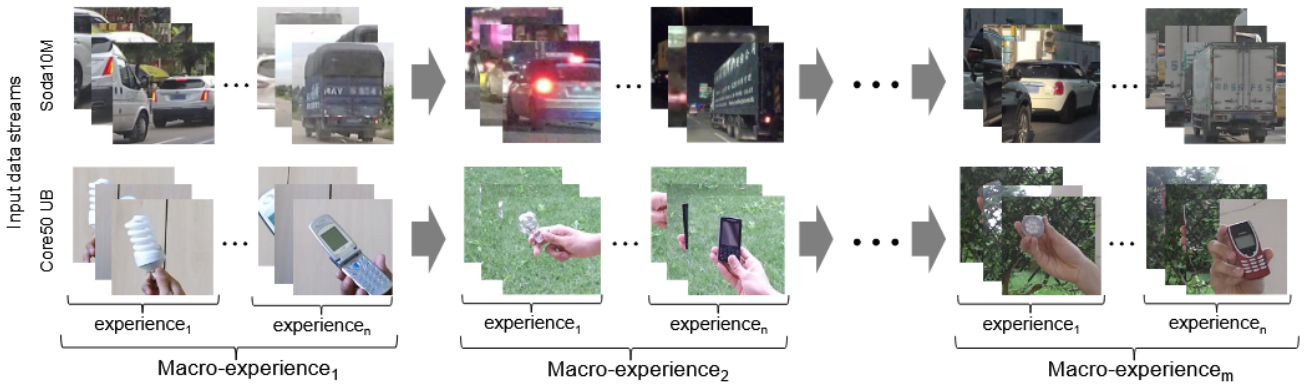 Input data streams
Soda10M
Core50 UB
... ... ... ...
... ... ... ...
experience₁ experienceₙ experience₁ experienceₙ experience₁ experienceₙ
Macro-experience₁ Macro-experience₂ Macro-experienceₘ